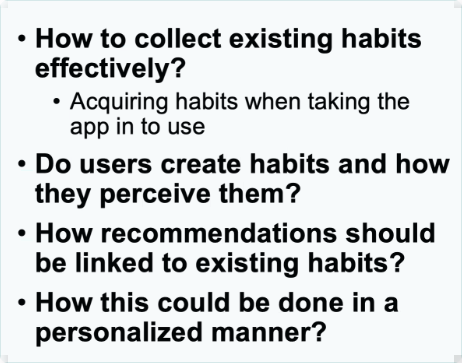 • How to collect existing habits
effectively?
• Acquiring habits when taking the
app in to use
• Do users create habits and how
they perceive them?
• How recommendations should
be linked to existing habits?
• How this could be done in a
personalized manner?